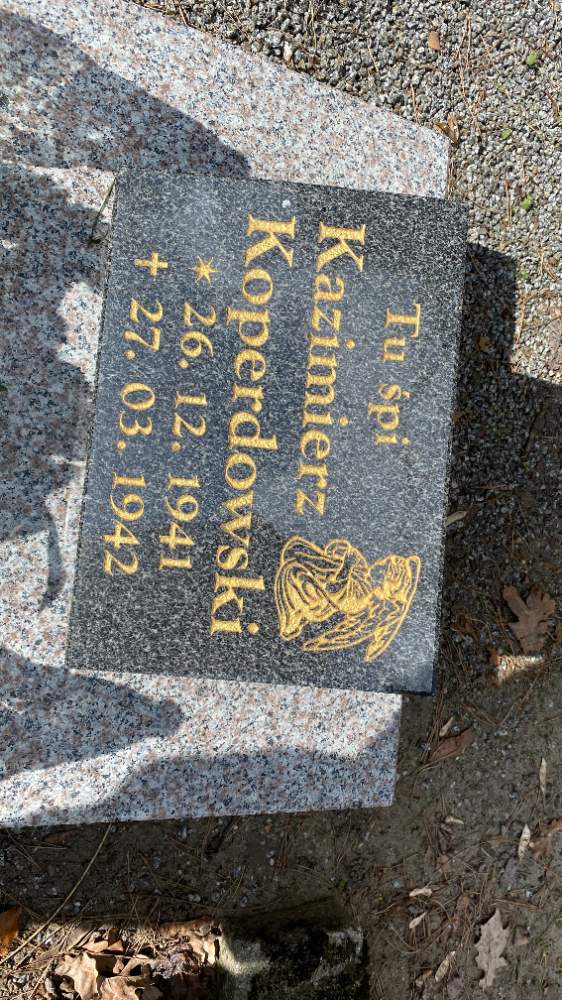 Tu śpi
Kazimierz
Koperdowski
* 26. 12. 1941
+ 27. 03. 1942